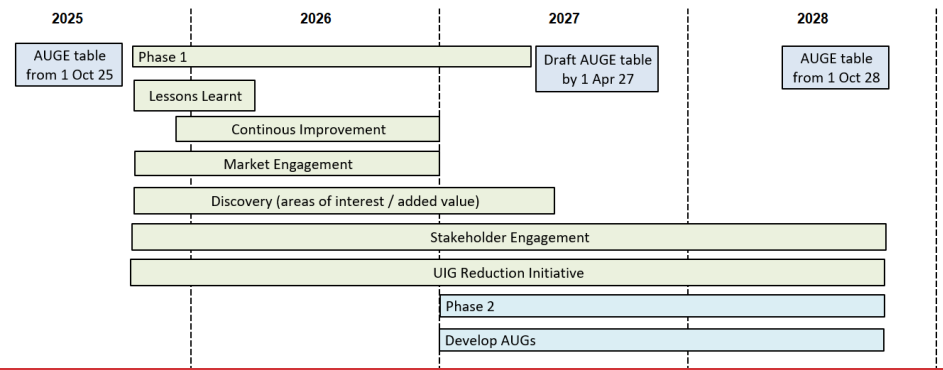 2025
2026
2027
2028
AUGE table
from 1 Oct 25
Phase 1
Draft AUGE table
by 1 Apr 27
AUGE table
from 1 Oct 28
Lessons Learnt
Continous Improvement
Market Engagement
Discovery (areas of interest / added value)
Stakeholder Engagement
UIG Reduction Initiative
Phase 2
Develop AUGs